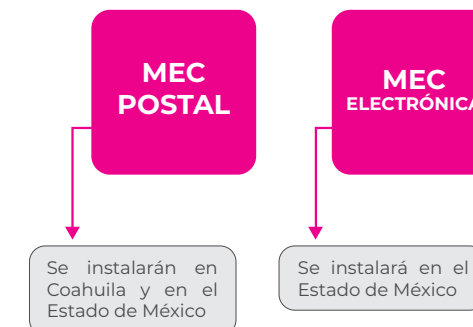 MEC
POSTAL
MEC
ELECTRÓNICA
Se instalarán en
Coahuila y en el
Estado de México
Se instalará en el
Estado de México